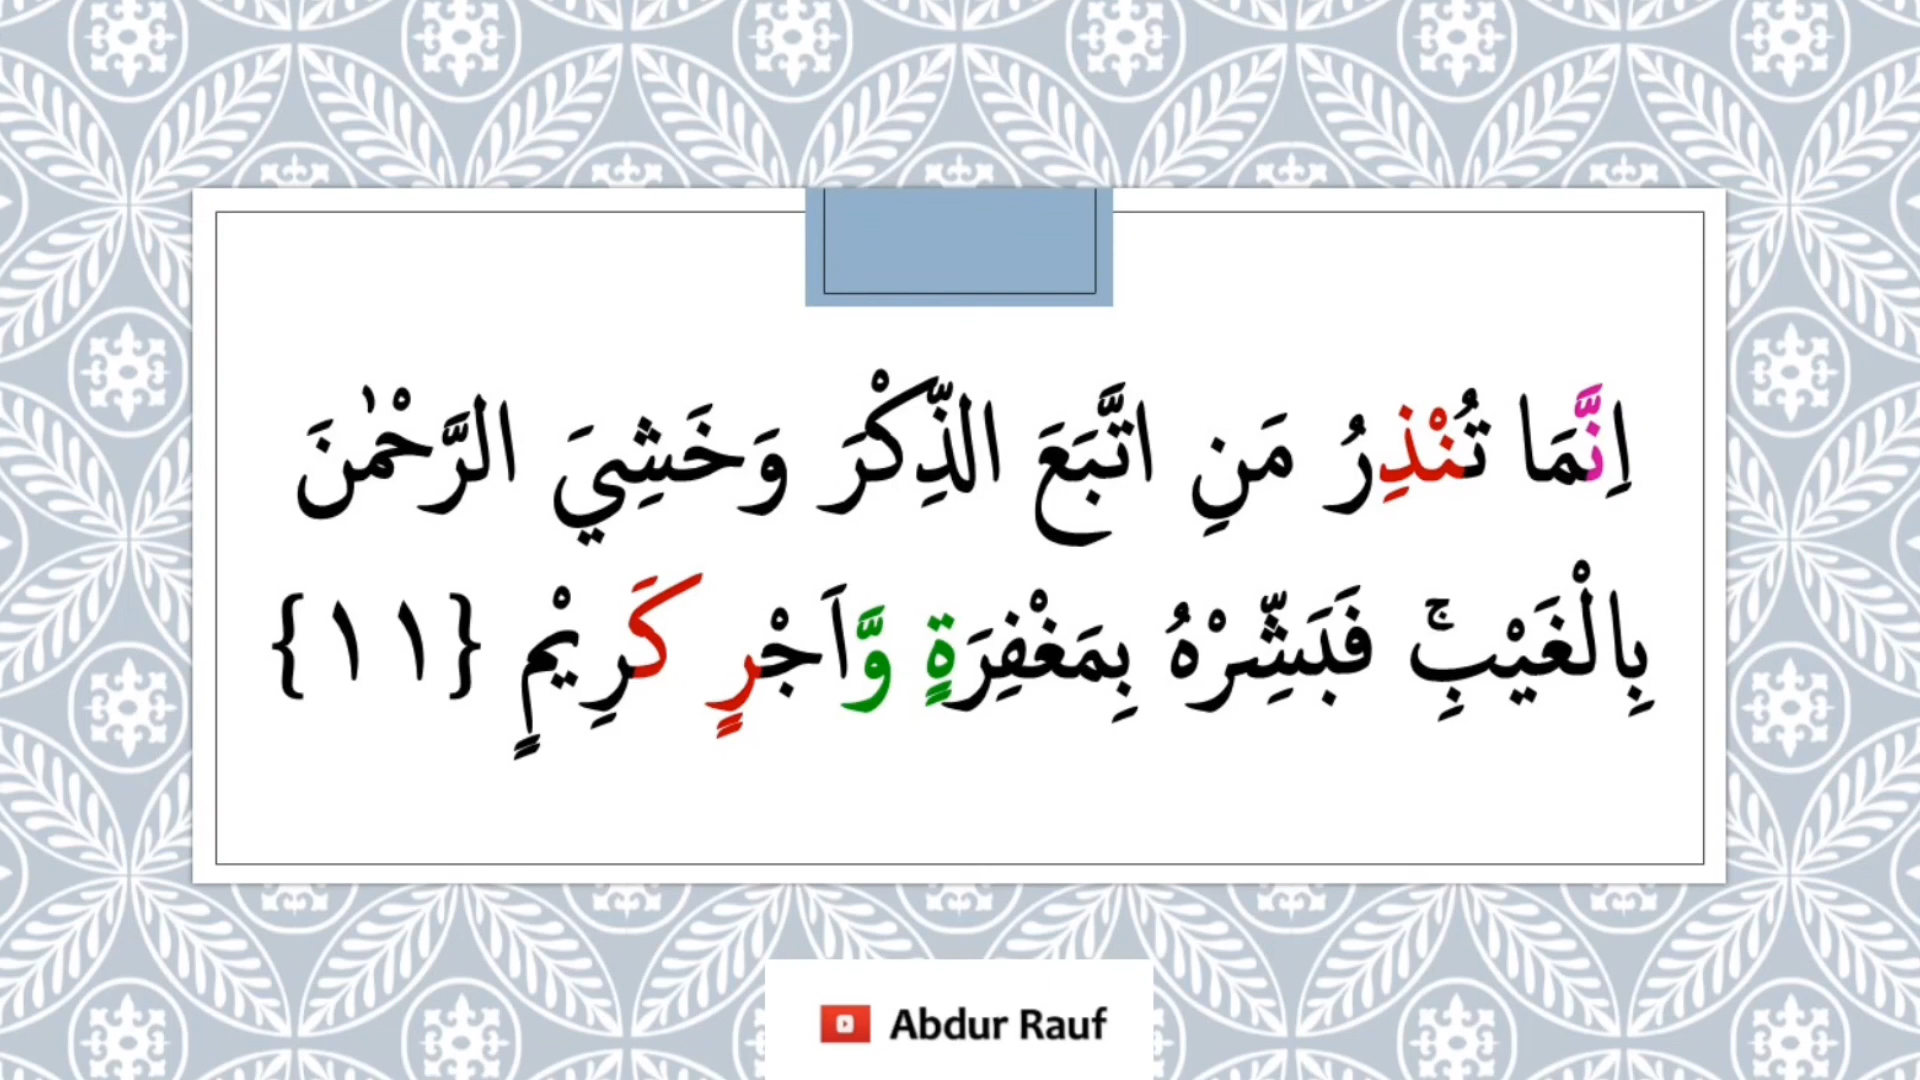 اِنَّمَا تُنْذِرُ مَنِ اتَّبَعَ الذِّكْرَ وَخَشِيَ الرَّحْمٰنَ
بِالْغَيْبِۚ فَبَشِّرْهُ بِمَغْفِرَةٍ وَّاَجْرٍ كَرِيْمٍ {١١}
Abdur Rauf